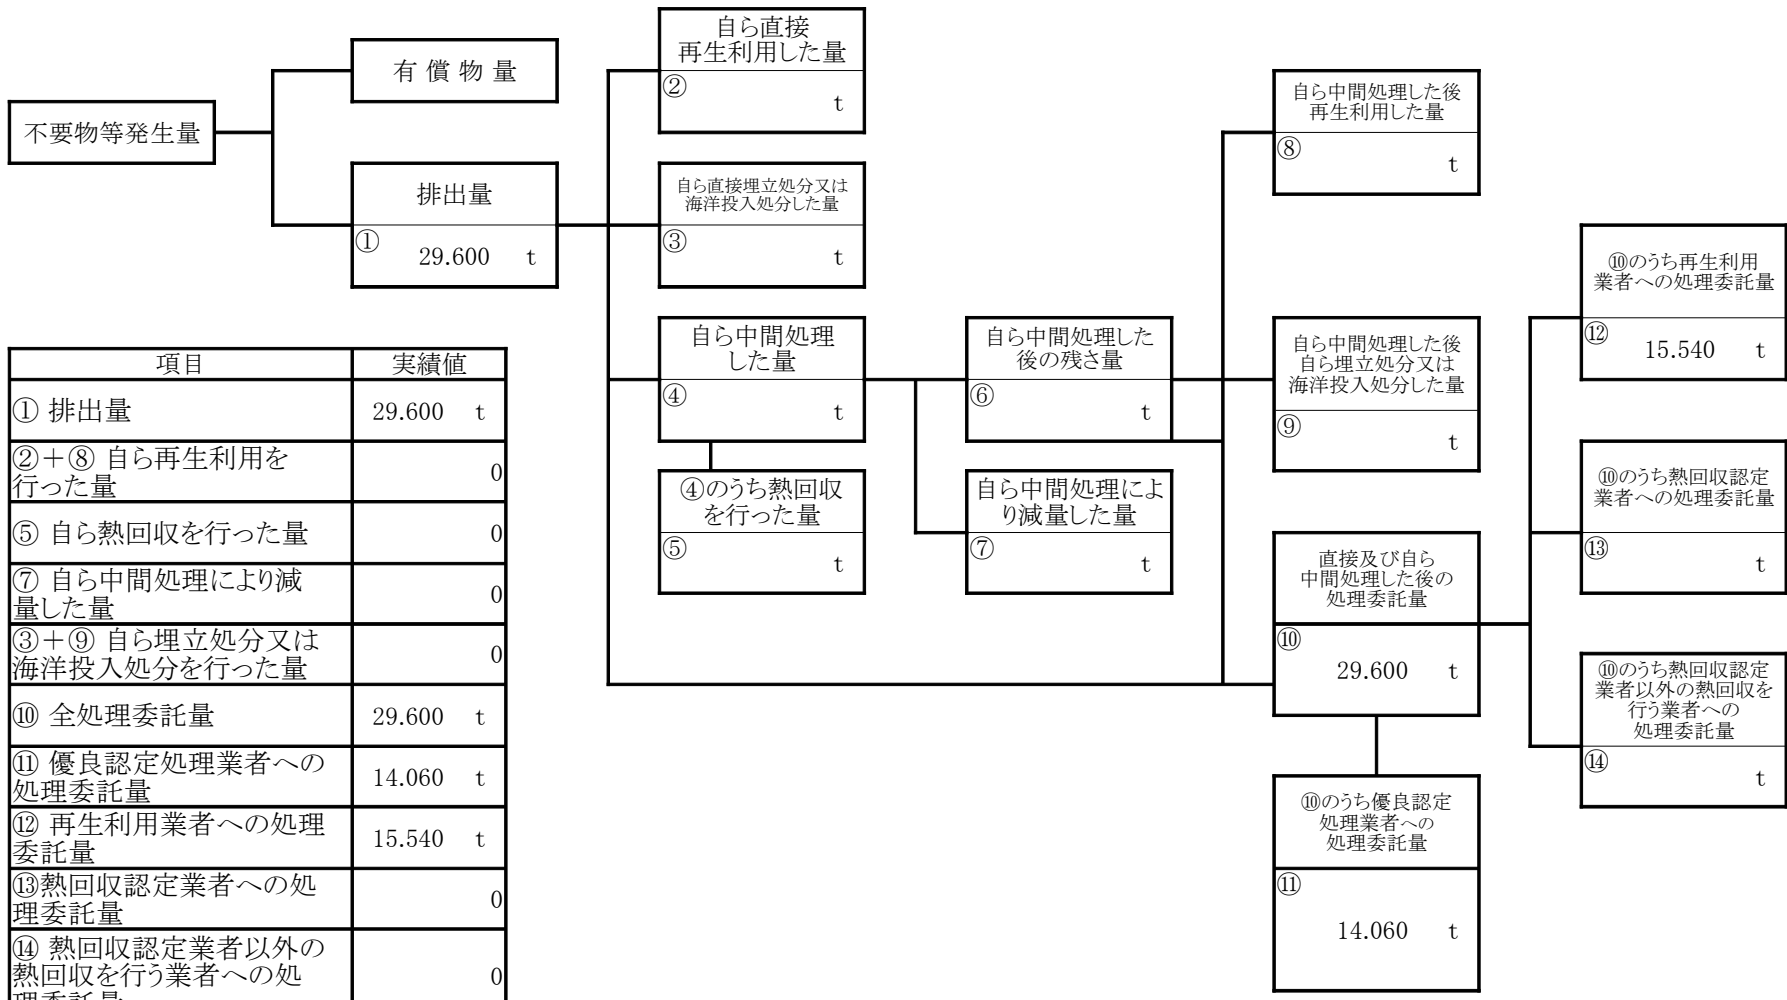 不要物等発生量
有 償 物 量
排出量
①
29.600 t
自ら直接
再生利用した量
②
t
自ら直接埋立処分又は
海洋投入処分した量
③
t
自ら中間処理
した量
④
t
④のうち熱回収
を行った量
⑤
t
自ら中間処理した
後の残さ量
⑥
t
自ら中間処理によ
り減量した量
⑦
t
自ら中間処理した後
再生利用した量
⑧
t
自ら中間処理した後
自ら埋立処分又は
海洋投入処分した量
⑨
t
直接及び自ら
中間処理した後の
処理委託量
⑩
29.600 t
⑩のうち優良認定
処理業者への
処理委託量
⑪
14.060 t
⑩のうち再生利用
業者への処理委託量
⑫
15.540 t
⑩のうち熱回収認定
業者への処理委託量
⑬
t
⑩のうち熱回収認定
業者以外の熱回収を
行う業者への
処理委託量
⑭
t
項目 実績値
① 排出量 29.600 t
②＋⑧ 自ら再生利用を
行った量 0
⑤ 自ら熱回収を行った量 0
⑦ 自ら中間処理により減
量した量 0
③＋⑨ 自ら埋立処分又は
海洋投入処分を行った量 0
⑩ 全処理委託量 29.600 t
⑪ 優良認定処理業者への
処理委託量 14.060 t
⑫ 再生利用業者への処理
委託量 15.540 t
⑬熱回収認定業者への処
理委託量 0
⑭ 熱回収認定業者以外の
熱回収を行う業者への処 0
理委託量